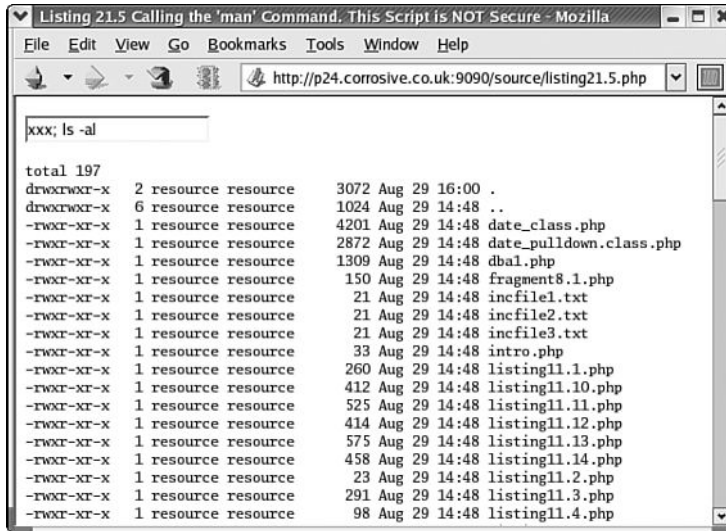 Listing 21.5 Calling the 'man' Command. This Script is NOT Secure - Mozilla
File Edit View Go Bookmarks Tools Window Help
http://p24.corrosive.co.uk:9090/source/listing21.5.php
xxx; ls -al
total 197
drwxrwxr-x 2 resource resource 3072 Aug 29 16:00 .
drwxrwxr-x 6 resource resource 1024 Aug 29 14:48 ..
-rwxr-xr-x 1 resource resource 4201 Aug 29 14:48 date_class.php
-rwxr-xr-x 1 resource resource 2872 Aug 29 14:48 date_pulldown.class.php
-rwxr-xr-x 1 resource resource 1309 Aug 29 14:48 dba1.php
-rwxr-xr-x 1 resource resource 150 Aug 29 14:48 fragment8.1.php
-rwxr-xr-x 1 resource resource 21 Aug 29 14:48 incfile1.txt
-rwxr-xr-x 1 resource resource 21 Aug 29 14:48 incfile2.txt
-rwxr-xr-x 1 resource resource 21 Aug 29 14:48 incfile3.txt
-rwxr-xr-x 1 resource resource 33 Aug 29 14:48 intro.php
-rwxr-xr-x 1 resource resource 260 Aug 29 14:48 listing11.1.php
-rwxr-xr-x 1 resource resource 412 Aug 29 14:48 listing11.10.php
-rwxr-xr-x 1 resource resource 525 Aug 29 14:48 listing11.11.php
-rwxr-xr-x 1 resource resource 414 Aug 29 14:48 listing11.12.php
-rwxr-xr-x 1 resource resource 575 Aug 29 14:48 listing11.13.php
-rwxr-xr-x 1 resource resource 458 Aug 29 14:48 listing11.14.php
-rwxr-xr-x 1 resource resource 23 Aug 29 14:48 listing11.2.php
-rwxr-xr-x 1 resource resource 291 Aug 29 14:48 listing11.3.php
-rwxr-xr-x 1 resource resource 98 Aug 29 14:48 listing11.4.php